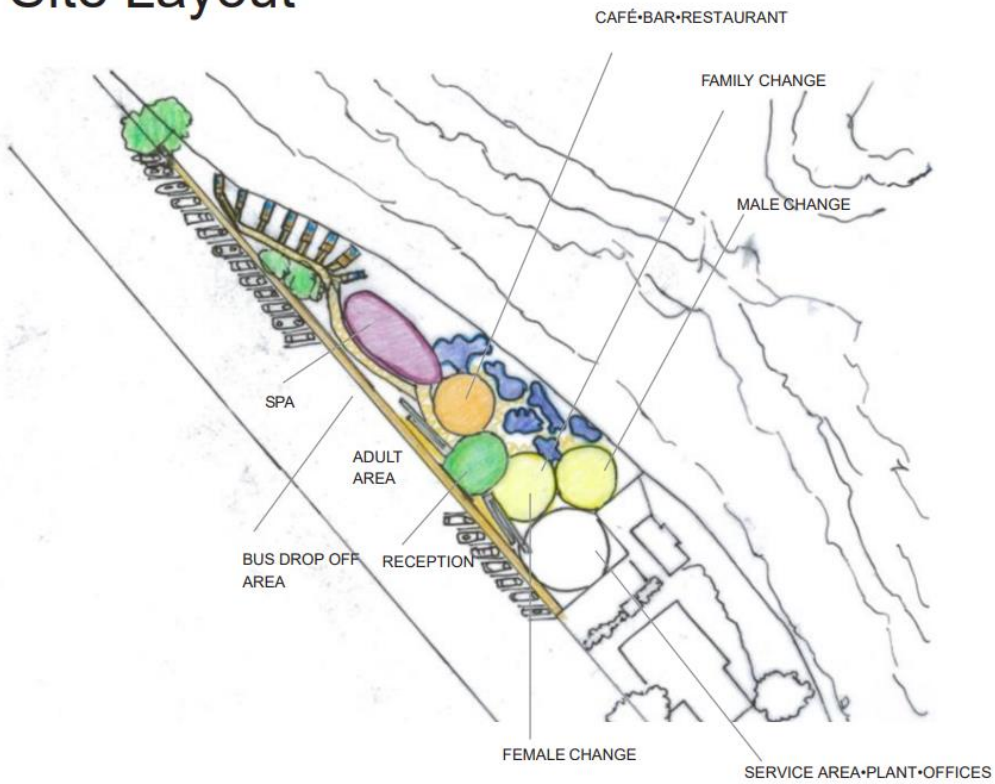 Site Layout
CAFÉ•BAR•RESTAURANT
FAMILY CHANGE
MALE CHANGE
SPA
ADULT
AREA
BUS DROP OFF
AREA
RECEPTION
FEMALE CHANGE
SERVICE AREA•PLANT•OFFICES